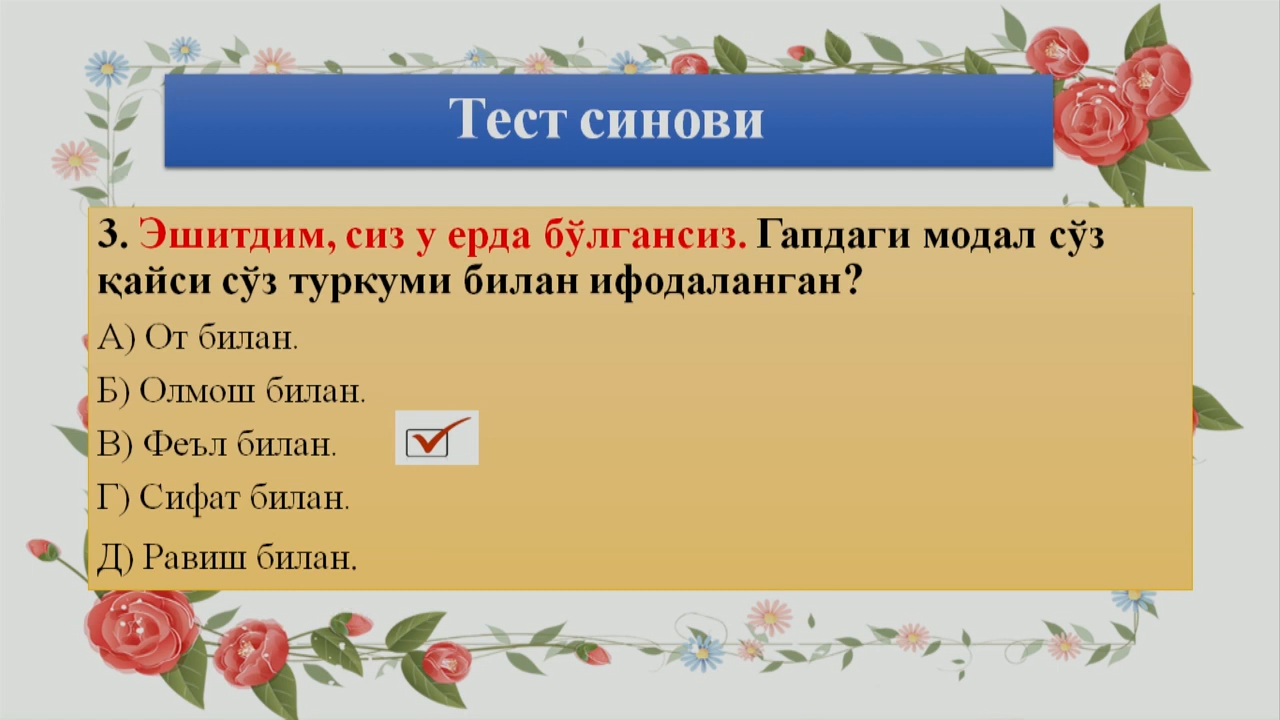 Тест синови
3. Эшитдим, сиз у ерда бўлгансиз. Гапдаги модал сўз
қайси сўз туркуми билан ифодаланган?
А) От билан.
Б) Олмош билан.
В) Феъл билан.
Г) Сифат билан.
Д) Равиш билан.